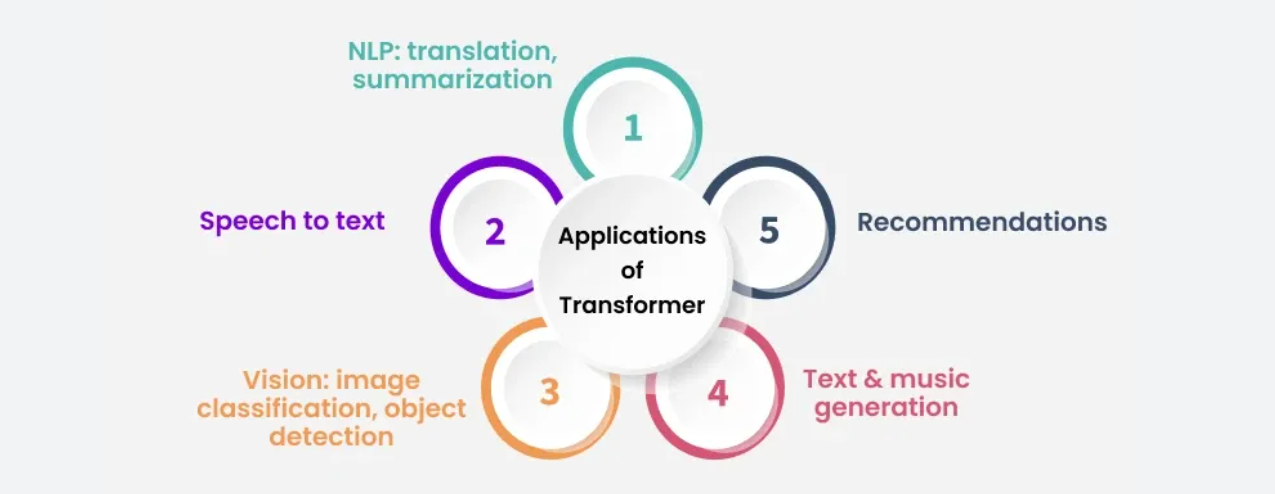 NLP: translation,
summarization
1
Speech to text
2
Applications
of
Transformer
5
Recommendations
Vision: image
classification, object
detection
3
4
Text & music
generation